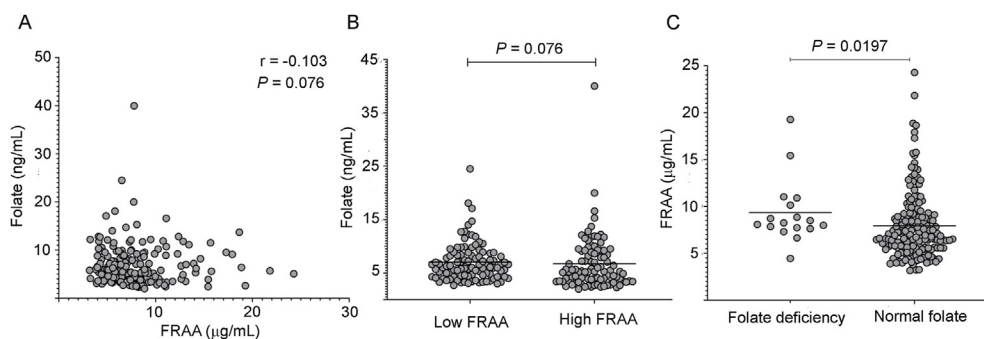 A
r = -0.103
P = 0.076
Folate (ng/mL)
50
40
30
20
10
0
10
20
30
FRAA (µg/mL)
B
P = 0.076
Folate (ng/mL)
45
35
25
15
5
Low FRAA
High FRAA
C
P = 0.0197
FRAA (µg/mL)
25
20
15
10
5
Folate deficiency
Normal folate